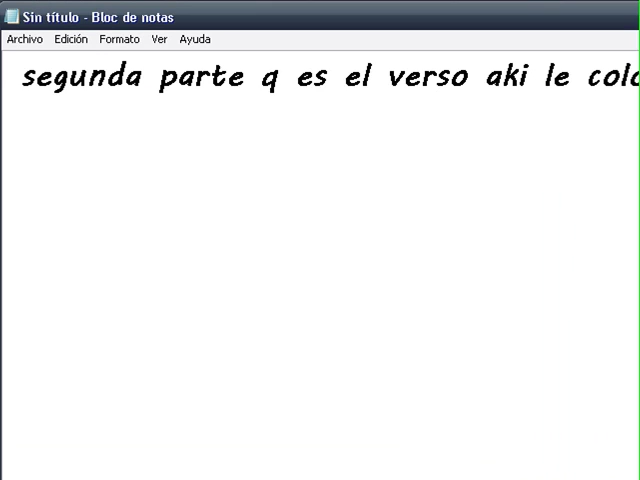 Sin título - Bloc de notas
Archivo Edición Formato Ver Ayuda
segunda parte q es el verso aki le